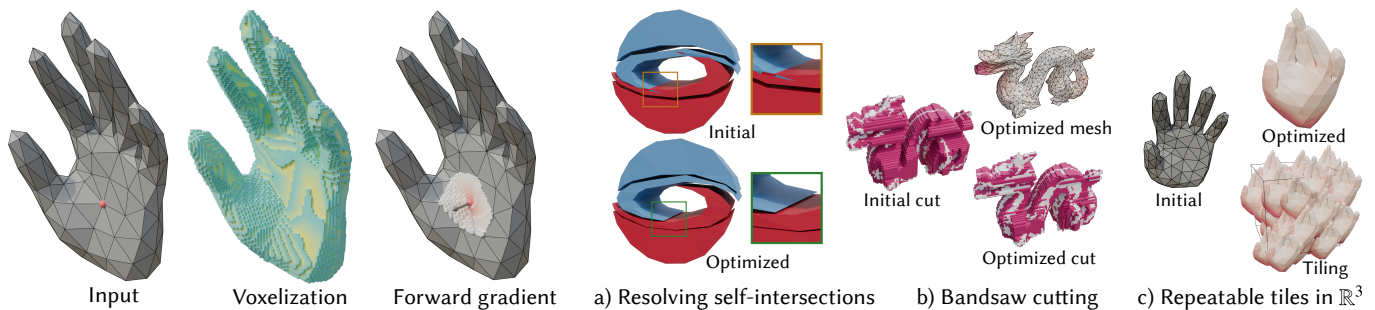 Input
Voxelization
Forward gradient
Initial
Optimized
a) Resolving self-intersections
Initial cut
Optimized mesh
Optimized cut
b) Bandsaw cutting
Initial
Optimized
Tiling
c) Repeatable tiles in ℝ³